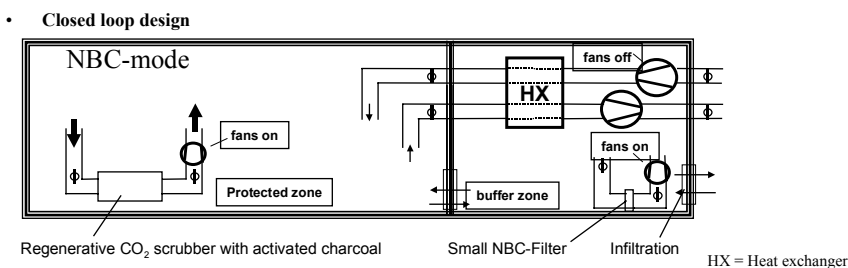 • Closed loop design
NBC-mode
fans off
HX
fans on
fans on
Protected zone
buffer zone
Regenerative CO₂ scrubber with activated charcoal
Small NBC-Filter
Infiltration
HX = Heat exchanger